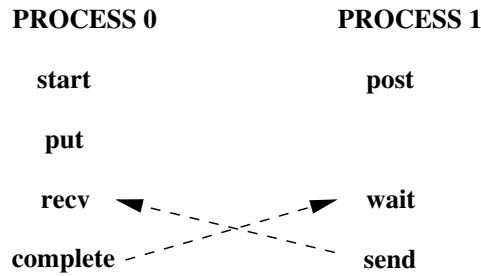 PROCESS 0 PROCESS 1
start post
put
recv wait
complete send